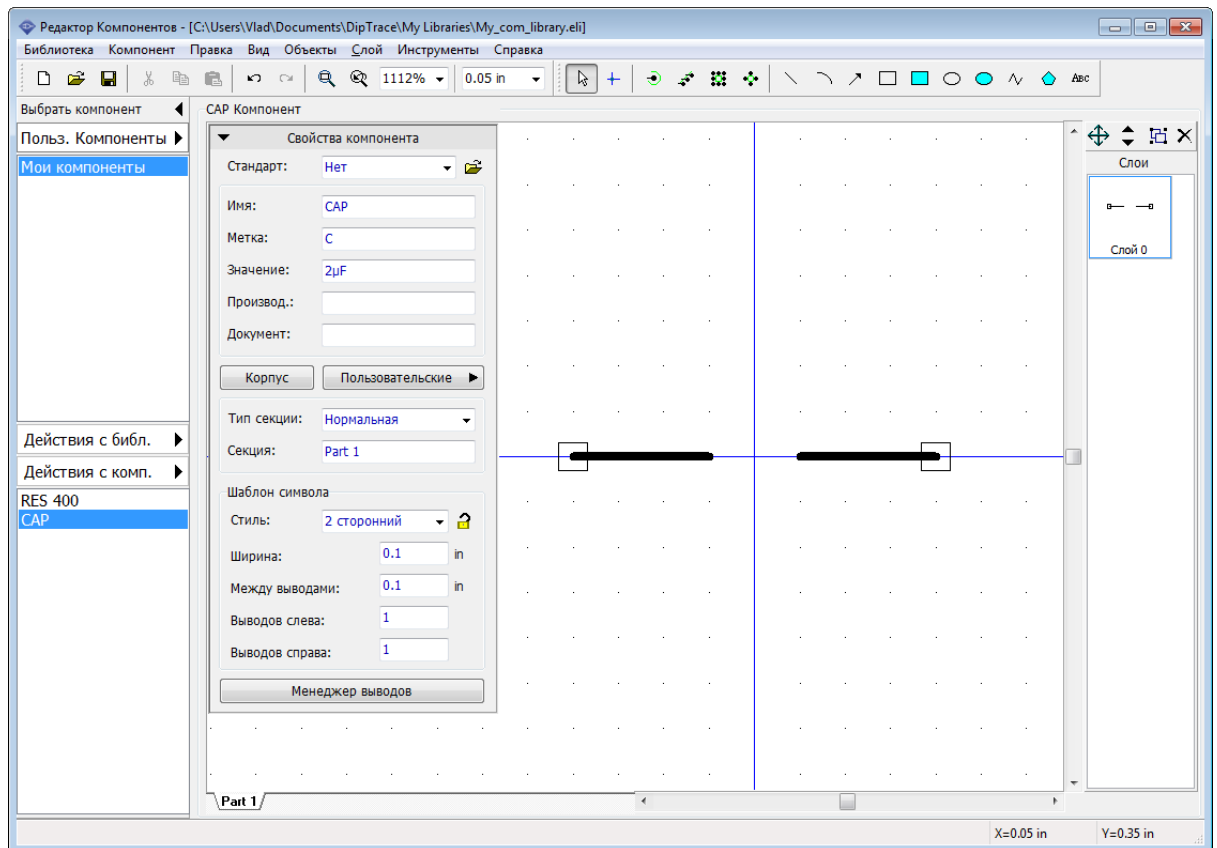 Редактор Компонентов - [C:\Users\Vlad\Documents\DipTrace\My Libraries\My_com_library.eli]
Библиотека Компонент Правка Вид Объекты Слой Инструменты Справка
1112% 0.05 in ABC
Выбрать компонент
CAP Компонент
Польз. Компоненты
Мои компоненты
Действия с библ.
Действия с комп.
RES 400
CAP
Свойства компонента
Стандарт: Нет
Имя: CAP
Метка: C
Значение: 2µF
Производ.:
Документ:
Корпус Пользовательские
Тип секции: Нормальная
Секция: Part 1
Шаблон символа
Стиль: 2 сторонний
Ширина: 0.1 in
Между выводами: 0.1 in
Выводов слева: 1
Выводов справа: 1
Менеджер выводов
Part 1
Слои
Слой 0
X=0.05 in Y=0.35 in